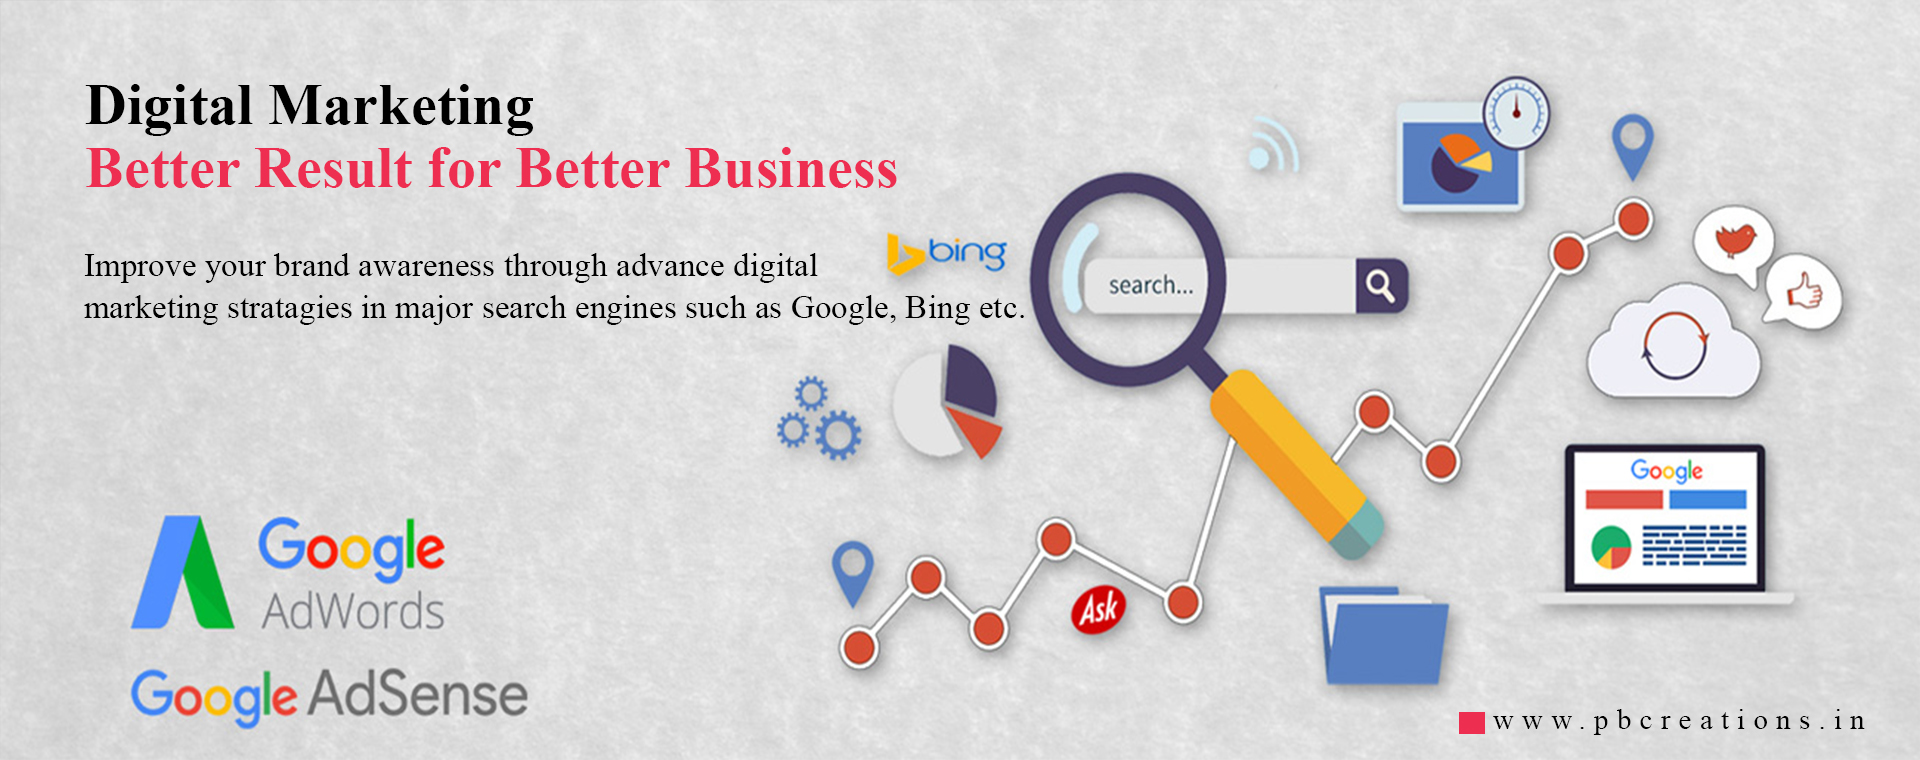 Digital Marketing
Better Result for Better Business
Improve your brand awareness through advance digital
marketing stratagies in major search engines such as Google, Bing etc.
bing
search...
Google
AdWords
Google AdSense
Ask
Google
www.pbcreations.in